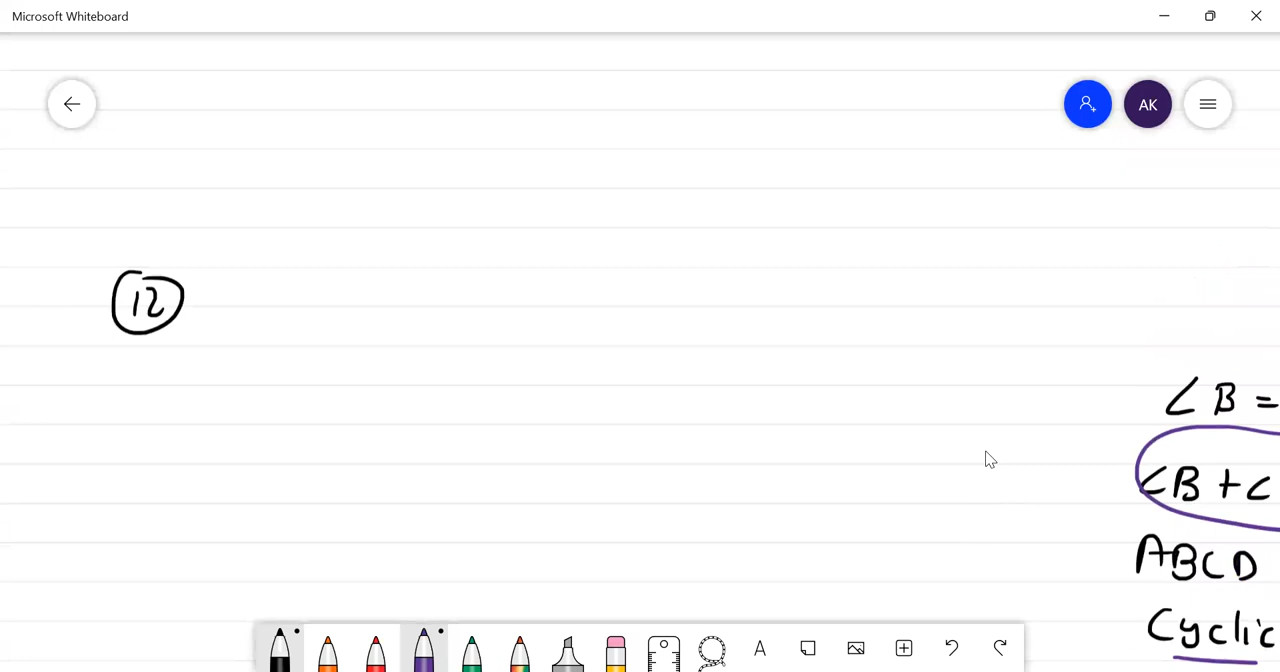 Microsoft Whiteboard
AK
12
∠B =
∠B + ∠
ABCD
Cyclic
A